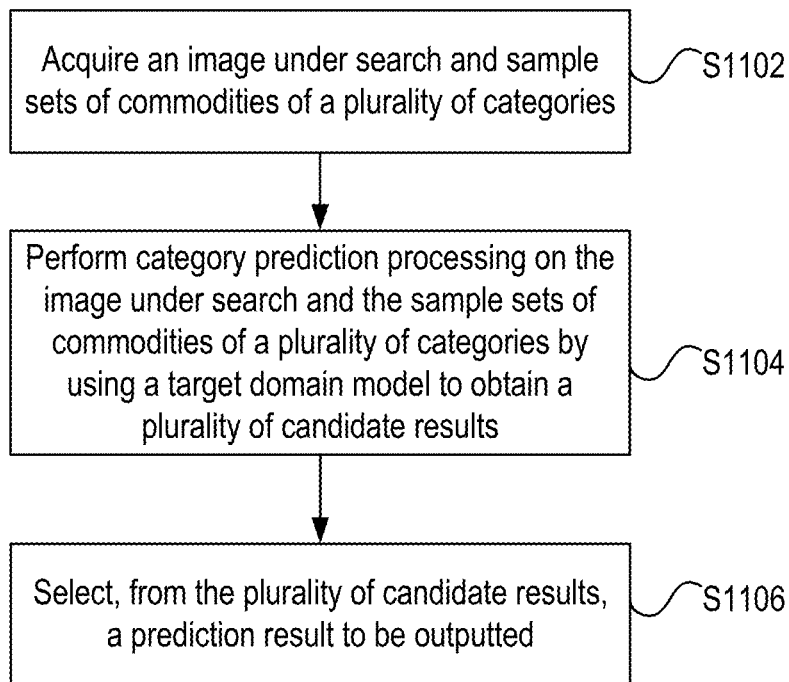 Acquire an image under search and sample
sets of commodities of a plurality of categories
S1102
Perform category prediction processing on the
image under search and the sample sets of
commodities of a plurality of categories by
using a target domain model to obtain a
plurality of candidate results
S1104
Select, from the plurality of candidate results,
a prediction result to be outputted
S1106